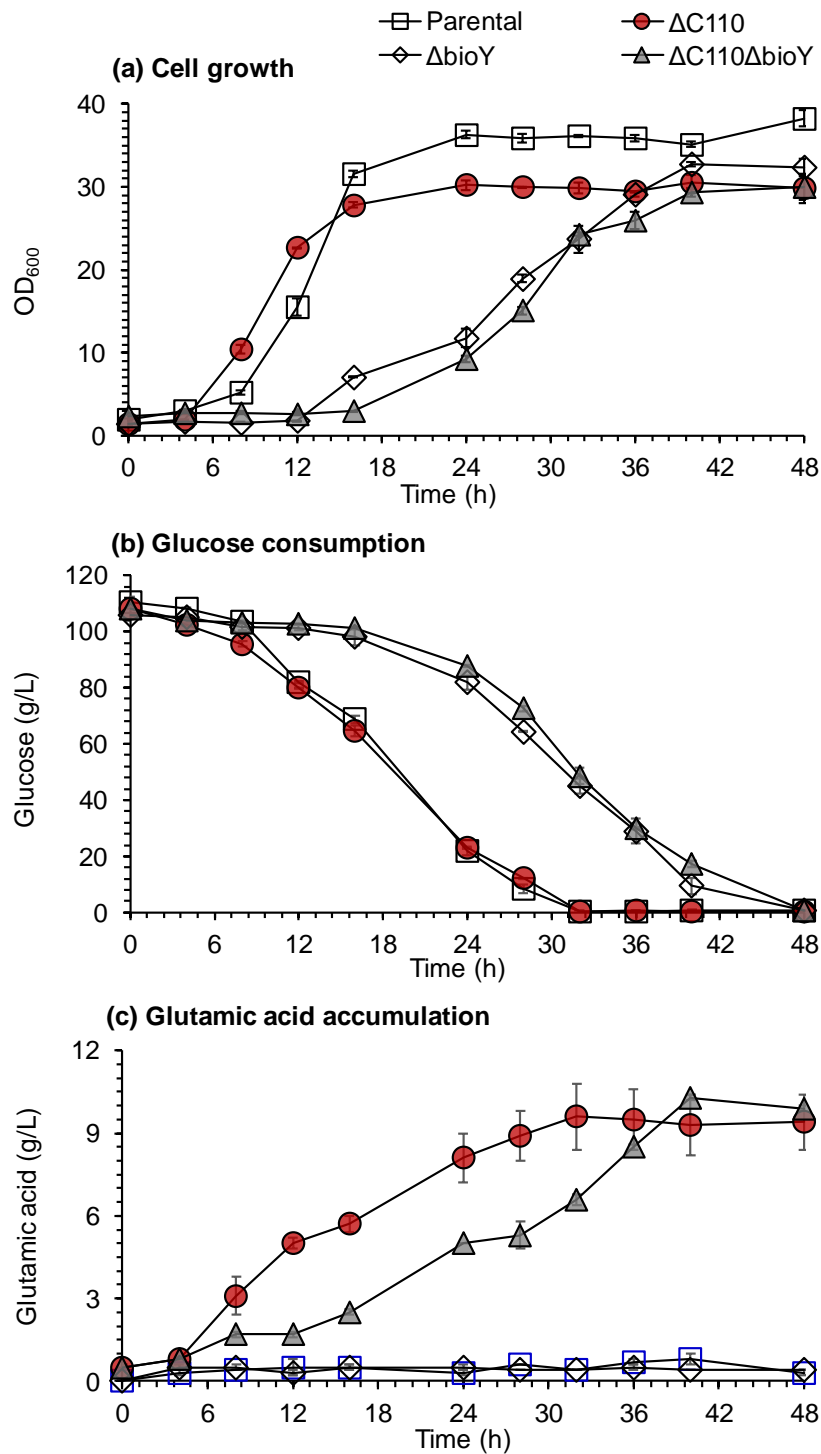 Parental ΔC110
ΔbioY ΔC110ΔbioY
(a) Cell growth
40
30
20
10
0
OD600
0 6 12 18 24 30 36 42 48
Time (h)
(b) Glucose consumption
120
100
80
60
40
20
0
Glucose (g/L)
0 6 12 18 24 30 36 42 48
Time (h)
(c) Glutamic acid accumulation
12
9
6
3
0
Glutamic acid (g/L)
0 6 12 18 24 30 36 42 48
Time (h)